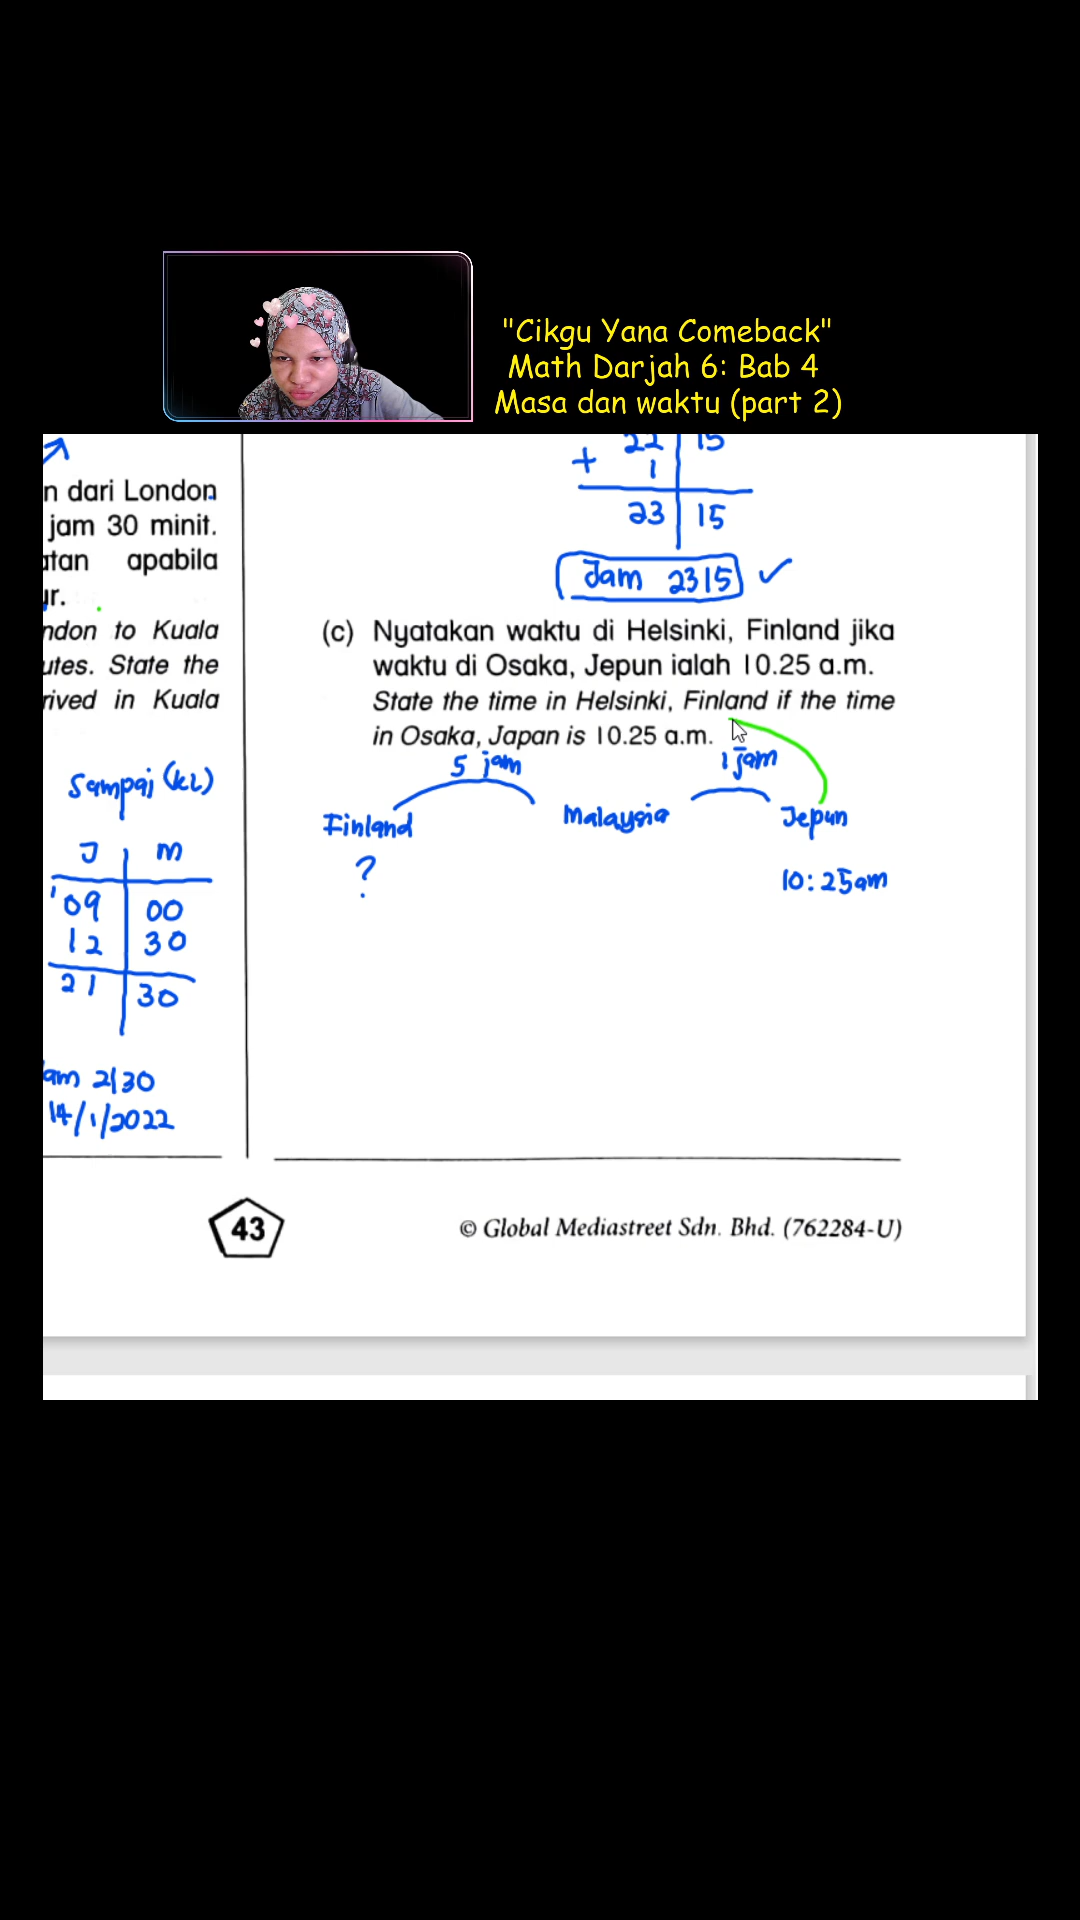 "Cikgu Yana Comeback"
Math Darjah 6: Bab 4
Masa dan waktu (part 2)
n dari London
jam 30 minit.
atan apabila
ur.
ndon to Kuala
utes. State the
rived in Kuala
Sampai (KL)
J | M
09 | 00
12 | 30
21 | 30
am 2130
14/1/2022
22 | 15
+ 1
23 | 15
Jam 2315 ✓
(c) Nyatakan waktu di Helsinki, Finland jika
waktu di Osaka, Jepun ialah 10.25 a.m.
State the time in Helsinki, Finland if the time
in Osaka, Japan is 10.25 a.m.
5 jam 1 jam
Finland Malaysia Jepun
? 10:25am
43
© Global Mediastreet Sdn. Bhd. (762284-U)